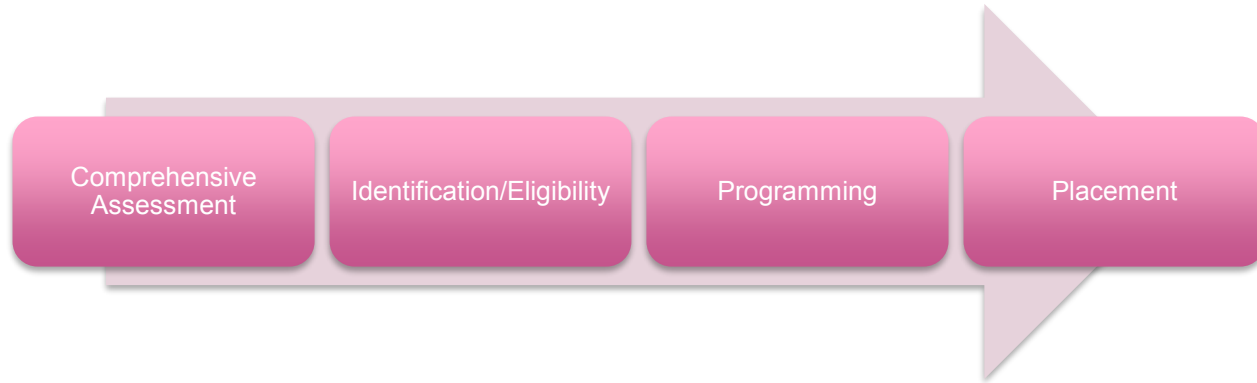 Comprehensive
Assessment
Identification/Eligibility
Programming
Placement